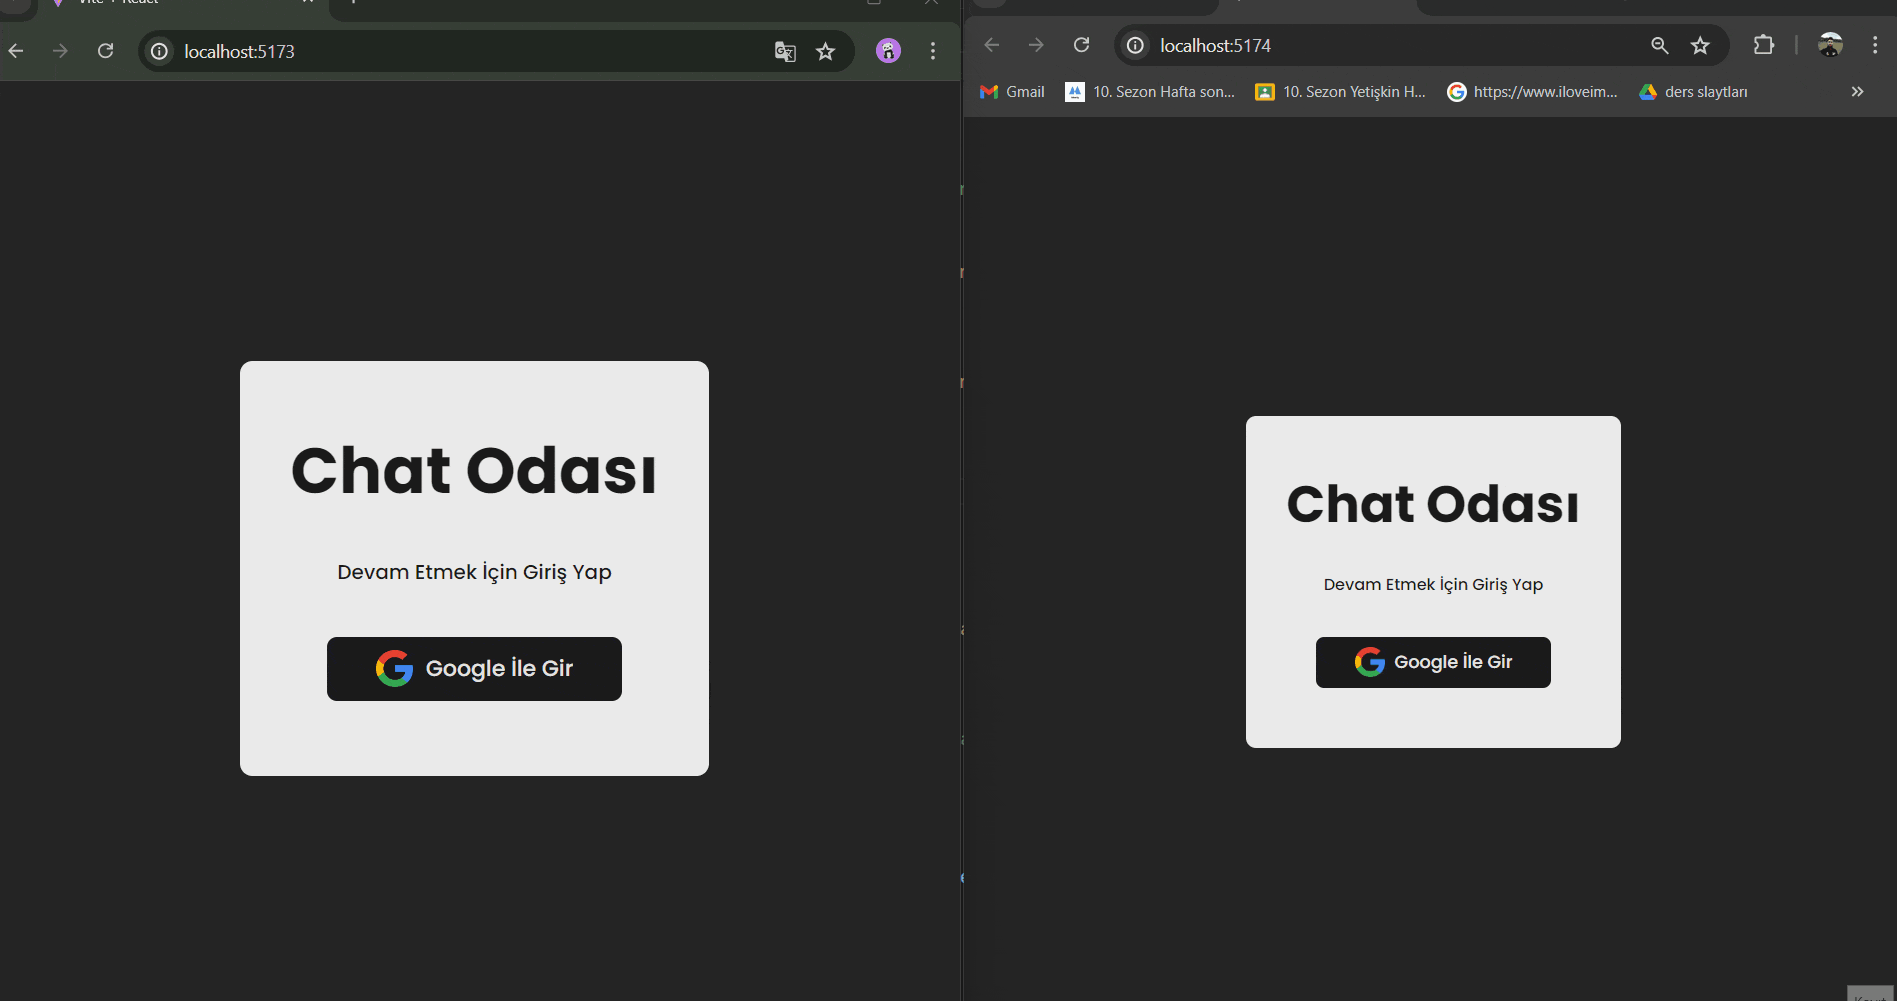 Vite + React
localhost:5173
Chat Odası
Devam Etmek İçin Giriş Yap
Google İle Gir
localhost:5174
Gmail
10. Sezon Hafta son...
10. Sezon Yetişkin H...
https://www.iloveim...
ders slaytları
Chat Odası
Devam Etmek İçin Giriş Yap
Google İle Gir